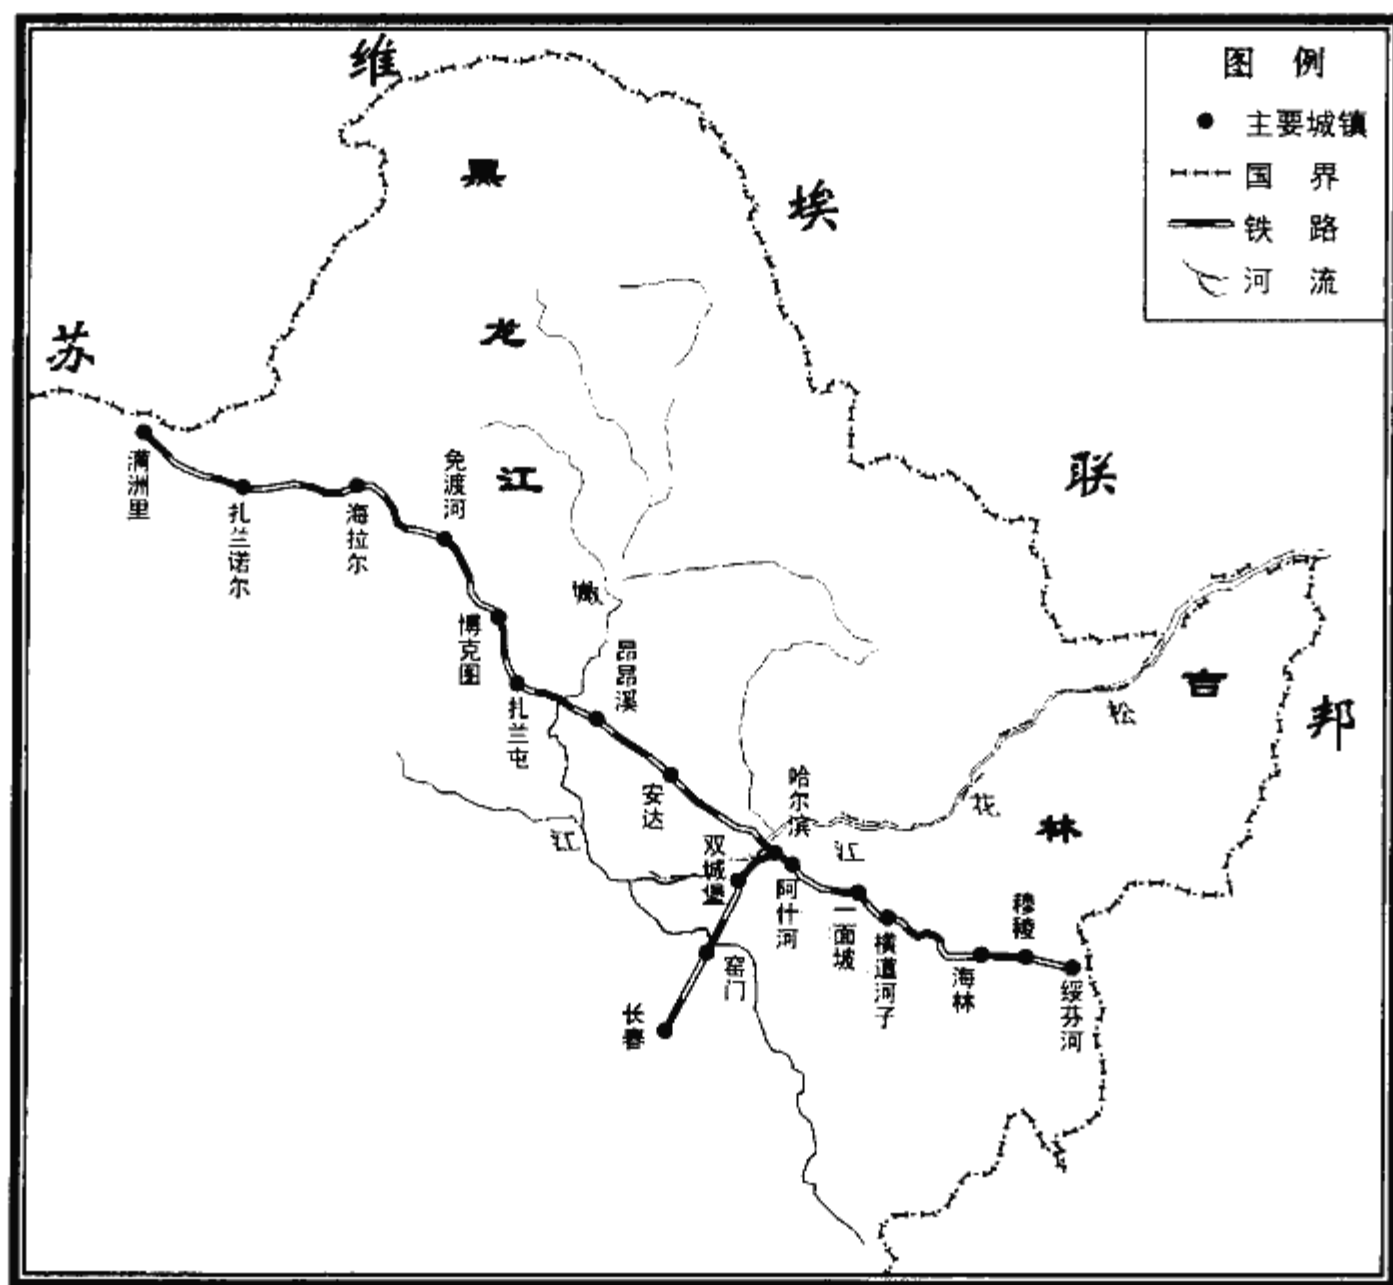 图 例
主要城镇
国 界
铁 路
河 流
苏
维
埃
联
邦
黑
龙
江
吉
林
嫩
江
松
花
江
满洲里
扎兰诺尔
海拉尔
免渡河
博克图
扎兰屯
昂昂溪
安达
哈尔滨
双城堡
窑门
长春
阿什河
一面坡
横道河子
海林
穆棱
绥芬河